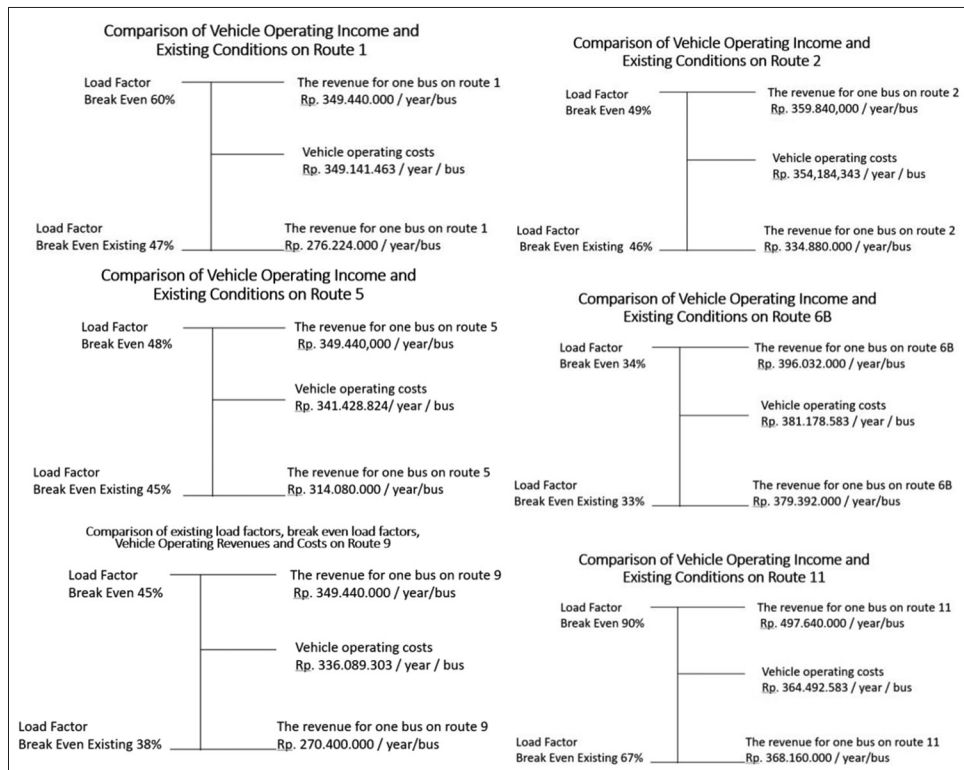 Comparison of Vehicle Operating Income and
Existing Conditions on Route 1
Load Factor
Break Even 60%
The revenue for one bus on route 1
Rp. 349.440.000 / year/bus
Vehicle operating costs
Rp. 349.141.463 / year / bus
Load Factor
Break Even Existing 47%
The revenue for one bus on route 1
Rp. 276.224.000 / year/bus
Comparison of Vehicle Operating Income and
Existing Conditions on Route 2
Load Factor
Break Even 49%
The revenue for one bus on route 2
Rp. 359.840,000 / year/bus
Vehicle operating costs
Rp. 354,184,343 / year / bus
Load Factor
Break Even Existing 46%
The revenue for one bus on route 2
Rp. 334.880.000 / year/bus
Comparison of Vehicle Operating Income and
Existing Conditions on Route 5
Load Factor
Break Even 48%
The revenue for one bus on route 5
Rp. 349.440,000 / year/bus
Vehicle operating costs
Rp. 341.428.824/ year / bus
Load Factor
Break Even Existing 45%
The revenue for one bus on route 5
Rp. 314.080.000 / year/bus
Comparison of Vehicle Operating Income and
Existing Conditions on Route 6B
Load Factor
Break Even 34%
The revenue for one bus on route 6B
Rp. 396.032.000 / year/bus
Vehicle operating costs
Rp. 381.178.583 / year / bus
Load Factor
Break Even Existing 33%
The revenue for one bus on route 6B
Rp. 379.392.000 / year/bus
Comparison of existing load factors, break even load factors,
Vehicle Operating Revenues and Costs on Route 9
Load Factor
Break Even 45%
The revenue for one bus on route 9
Rp. 349.440.000 / year/bus
Vehicle operating costs
Rp. 336.089.303 / year / bus
Load Factor
Break Even Existing 38%
The revenue for one bus on route 9
Rp. 270.400.000 / year/bus
Comparison of Vehicle Operating Income and
Existing Conditions on Route 11
Load Factor
Break Even 90%
The revenue for one bus on route 11
Rp. 497.640.000 / year/bus
Vehicle operating costs
Rp. 364.492.583 / year / bus
Load Factor
Break Even Existing 67%
The revenue for one bus on route 11
Rp. 368.160.000 / year/bus